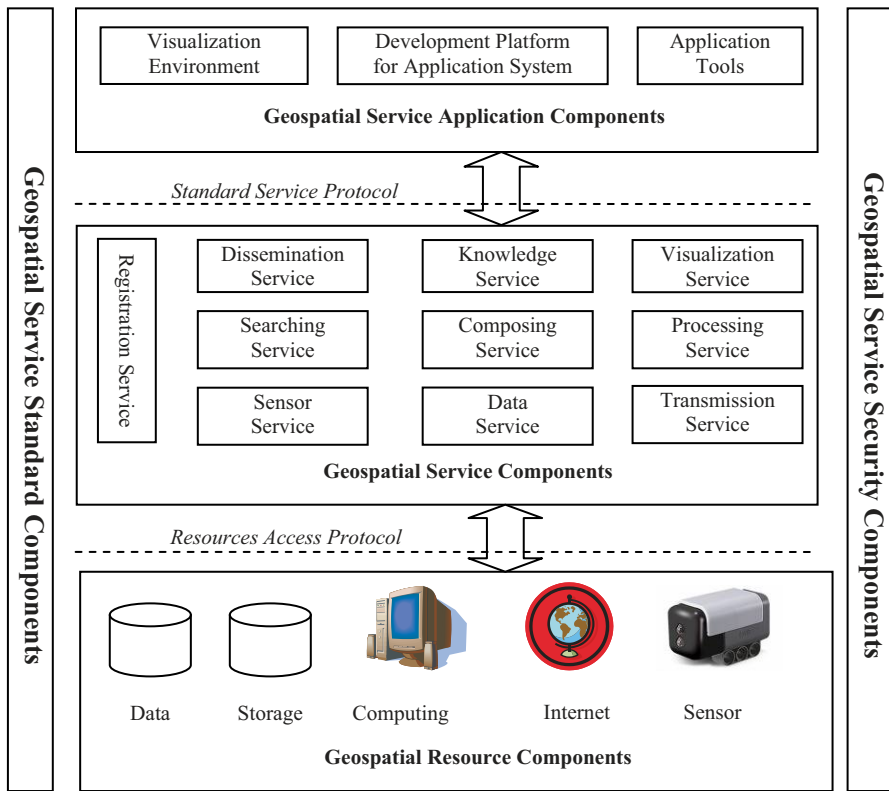 Geospatial Service Standard Components
Visualization
Environment
Development Platform
for Application System
Application
Tools
Geospatial Service Application Components
Standard Service Protocol
Registration Service
Dissemination
Service
Knowledge
Service
Visualization
Service
Searching
Service
Composing
Service
Processing
Service
Sensor
Service
Data
Service
Transmission
Service
Geospatial Service Components
Resources Access Protocol
Data
Storage
Computing
Internet
Sensor
Geospatial Resource Components
Geospatial Service Security Components